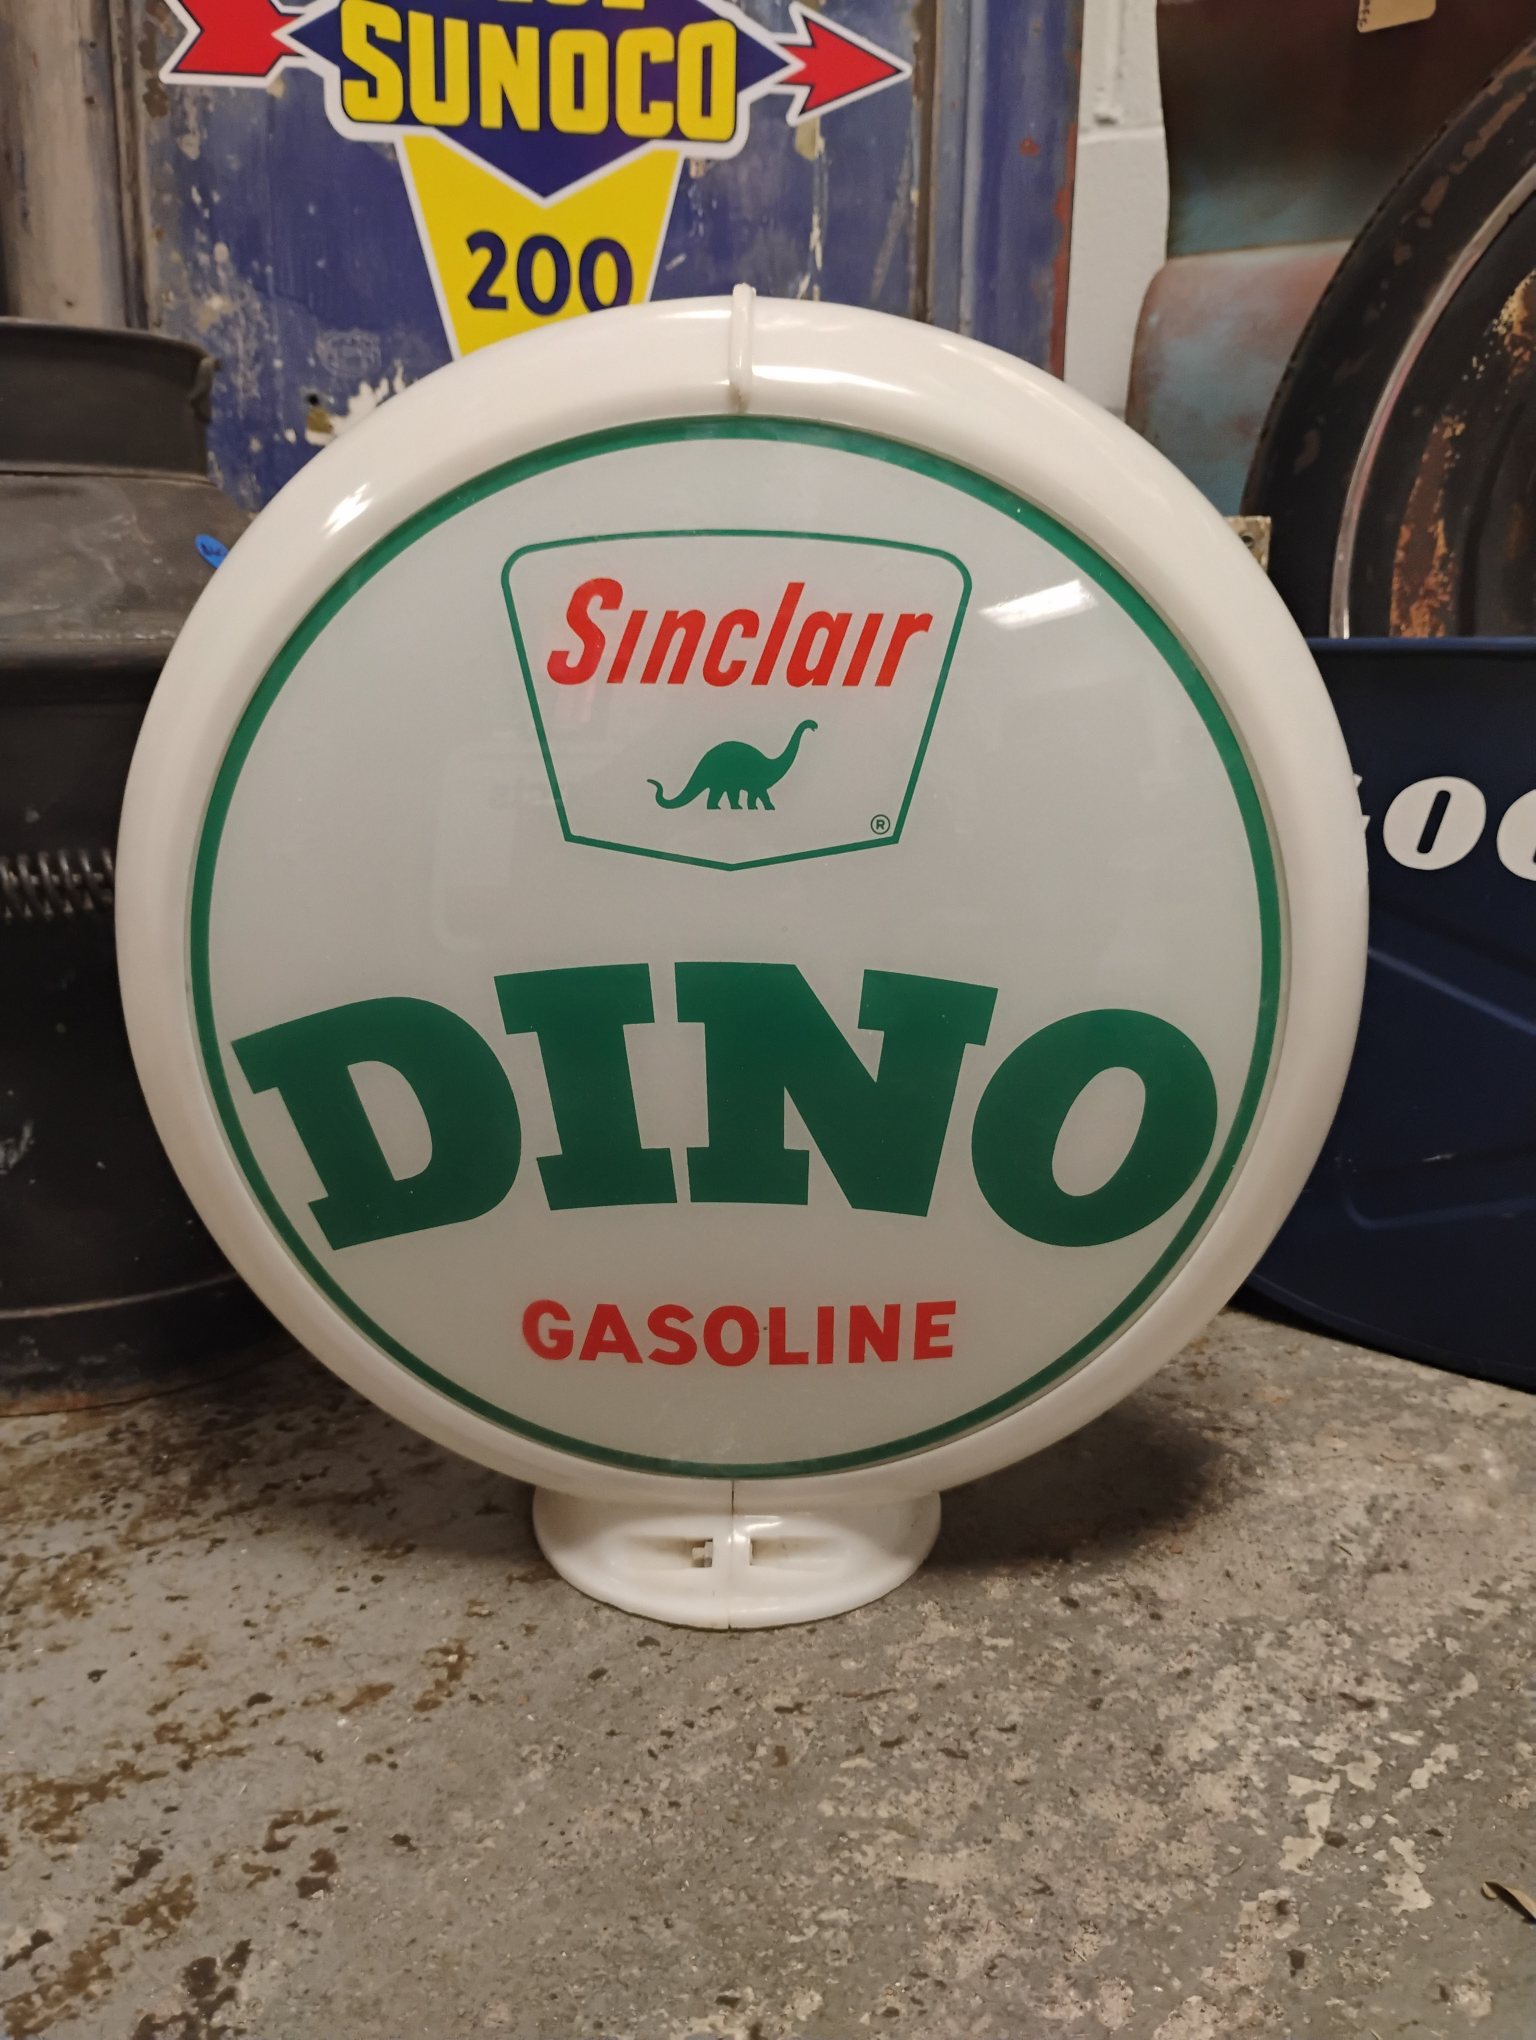 SUNOCO
200
Sinclair
®
DINO
GASOLINE